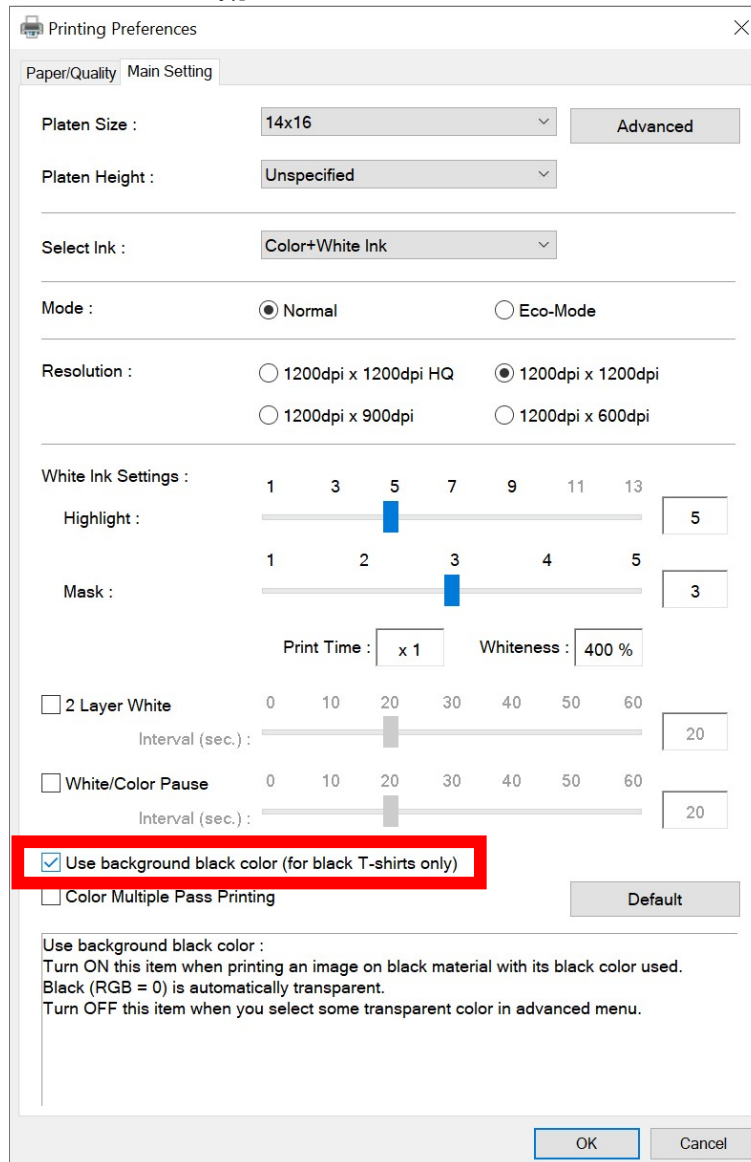 Printing Preferences
Paper/Quality Main Setting
Platen Size : 14x16 Advanced
Platen Height : Unspecified
Select Ink : Color+White Ink
Mode : Normal Eco-Mode
Resolution : 1200dpi x 1200dpi HQ 1200dpi x 1200dpi
1200dpi x 900dpi 1200dpi x 600dpi
White Ink Settings :
1 3 5 7 9 11 13
Highlight : 5
1 2 3 4 5
Mask : 3
Print Time : x 1 Whiteness : 400 %
2 Layer White 0 10 20 30 40 50 60
Interval (sec.) : 20
White/Color Pause 0 10 20 30 40 50 60
Interval (sec.) : 20
Use background black color (for black T-shirts only)
Color Multiple Pass Printing Default
Use background black color :
Turn ON this item when printing an image on black material with its black color used.
Black (RGB = 0) is automatically transparent.
Turn OFF this item when you select some transparent color in advanced menu.
OK Cancel